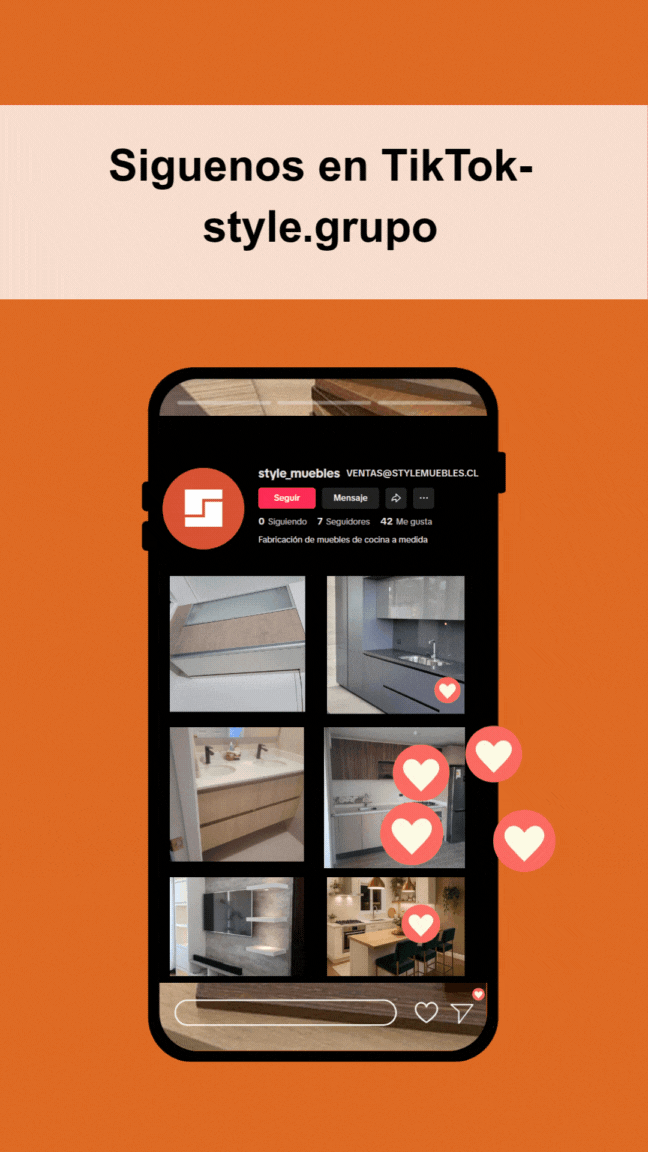 Siguenos en TikTok-
style.grupo
style_muebles VENTAS@STYLEMUEBLES.CL
Seguir Mensaje
0 Siguiendo 7 Seguidores 42 Me gusta
Fabricación de muebles de cocina a medida